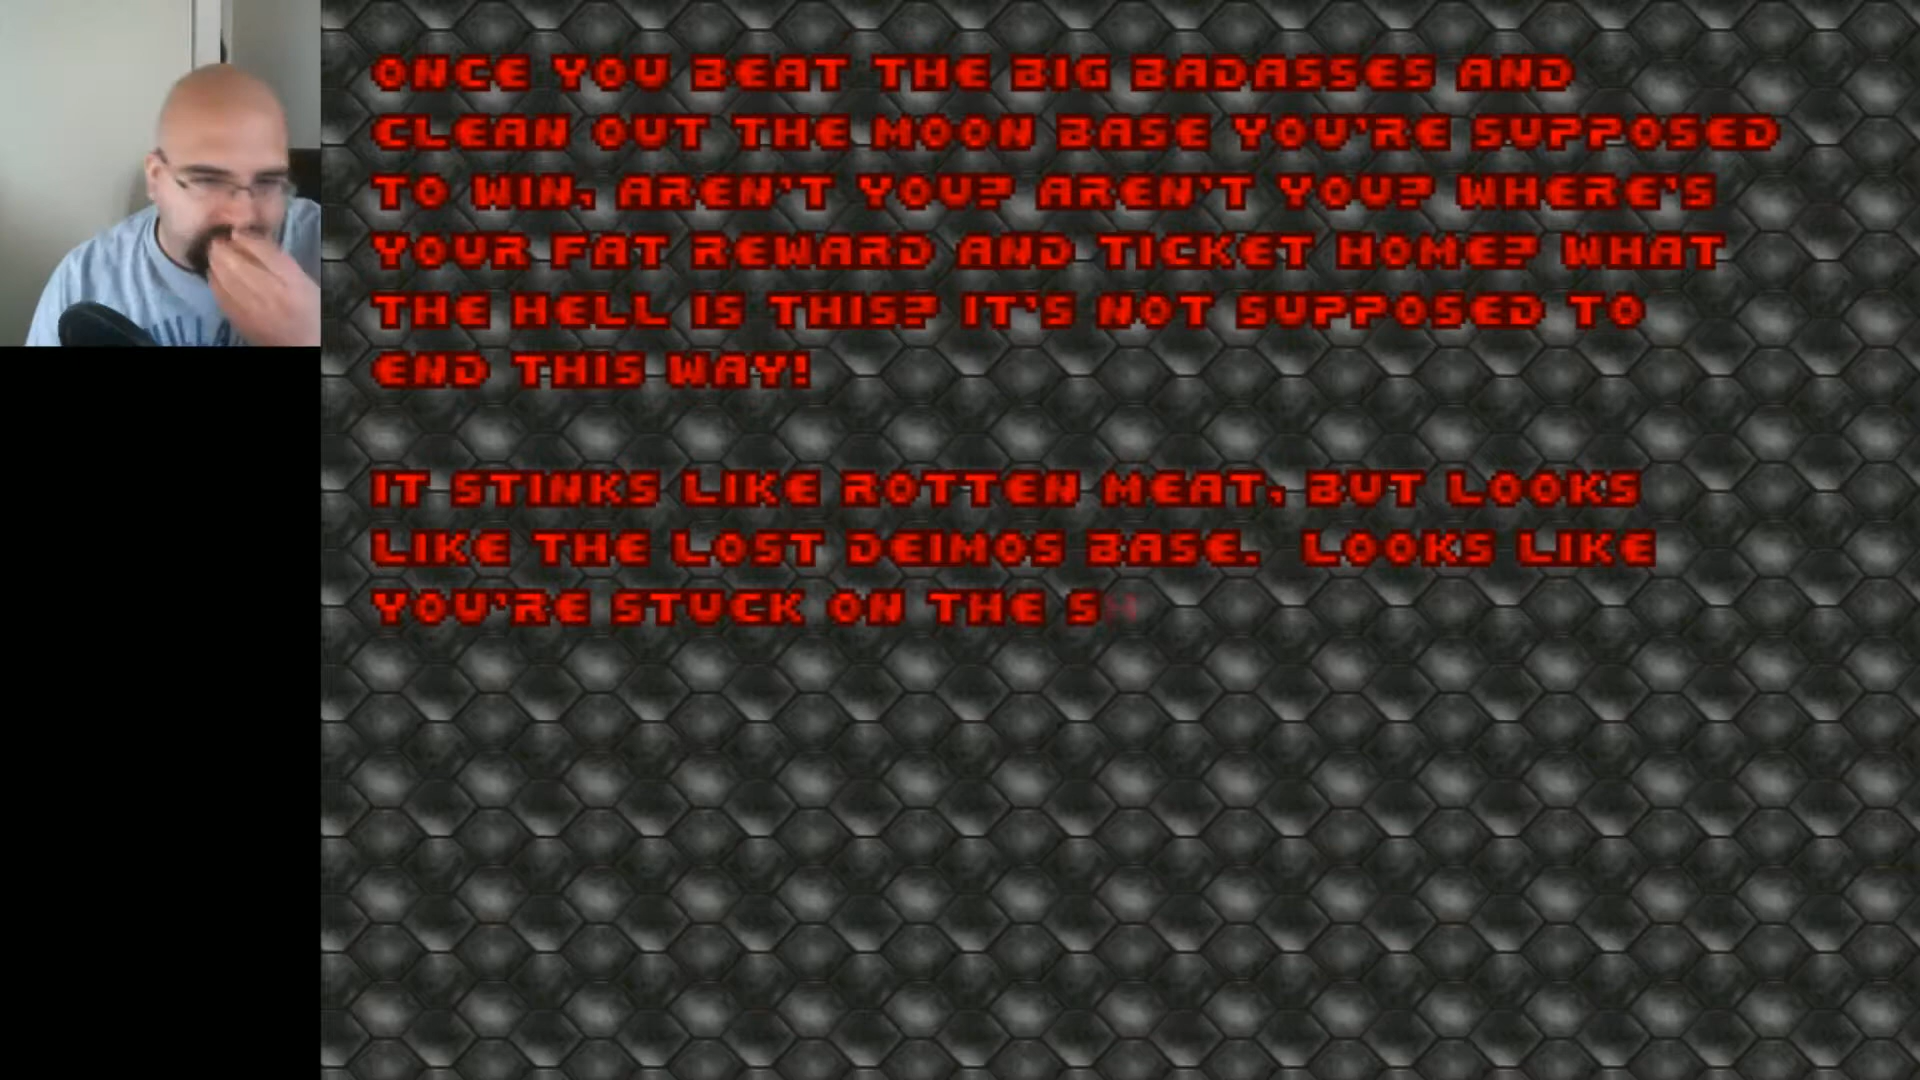 ONCE YOU BEAT THE BIG BADASSES AND
CLEAN OUT THE MOON BASE YOU'RE SUPPOSED
TO WIN, AREN'T YOU? AREN'T YOU? WHERE'S
YOUR FAT REWARD AND TICKET HOME? WHAT
THE HELL IS THIS? IT'S NOT SUPPOSED TO
END THIS WAY!
IT STINKS LIKE ROTTEN MEAT, BUT LOOKS
LIKE THE LOST DEIMOS BASE.  LOOKS LIKE
YOU'RE STUCK ON THE SH